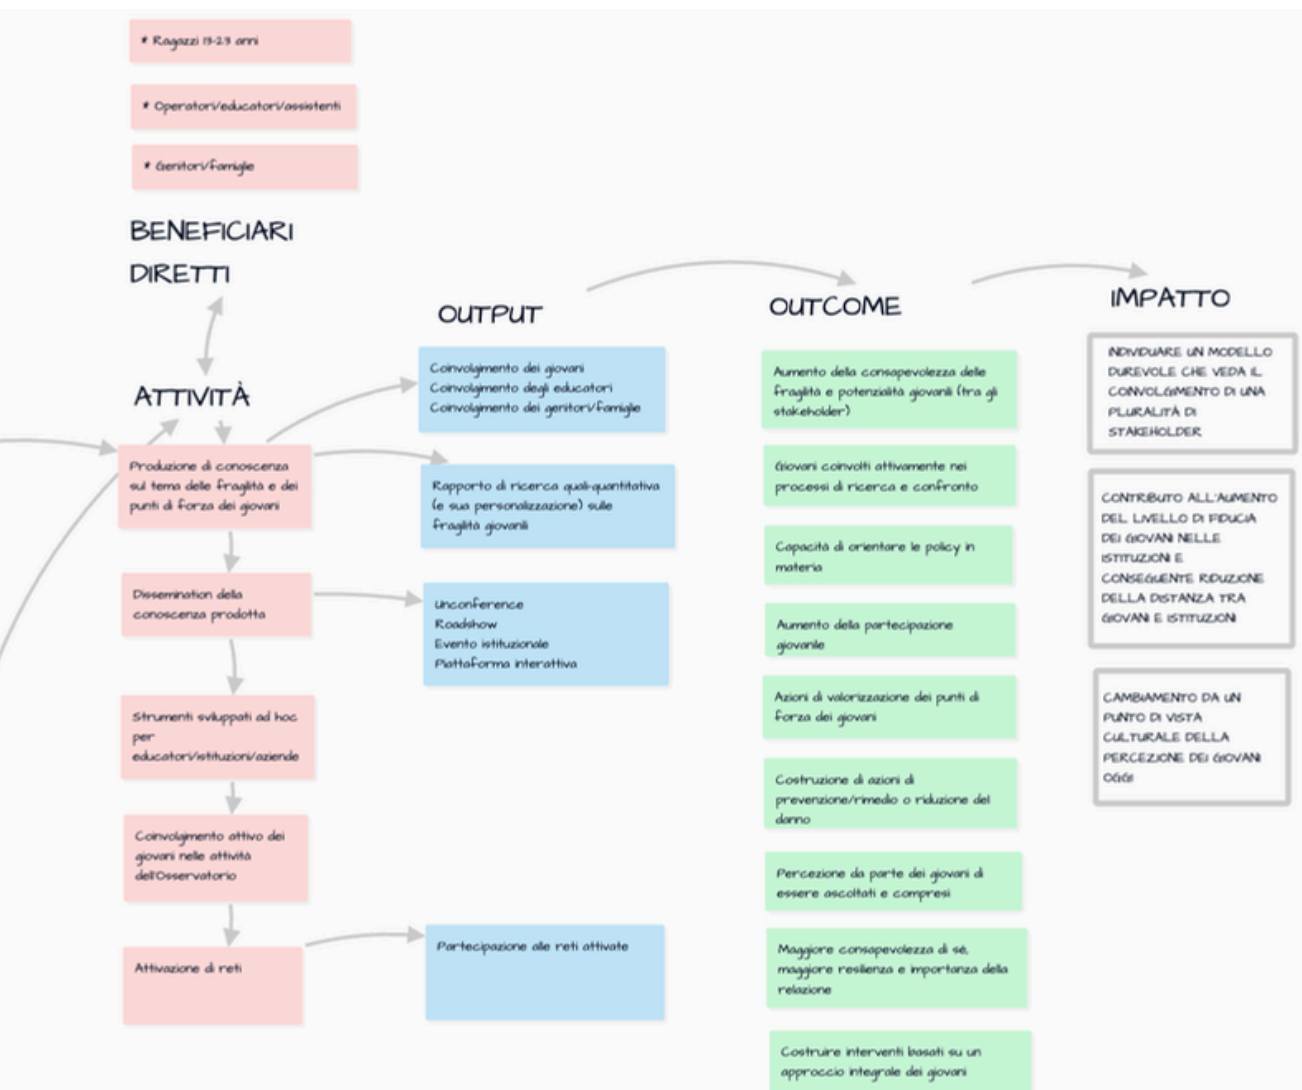 * Ragazzi 13-23 anni
* Operatori/educatori/assistenti
* Genitori/famiglie
BENEFICIARI
DIRETTI
ATTIVITÀ
Produzione di conoscenza
sul tema delle fragilità e dei
punti di forza dei giovani
Dissemination della
conoscenza prodotta
Strumenti sviluppati ad hoc
per
educatori/istituzioni/aziende
Coinvolgimento attivo dei
giovani nelle attività
dell'Osservatorio
Attivazione di reti
OUTPUT
Coinvolgimento dei giovani
Coinvolgimento degli educatori
Coinvolgimento dei genitori/famiglie
Rapporto di ricerca quali-quantitativa
(e sua personalizzazione) sulle
fragilità giovanili
Unconference
Roadshow
Evento istituzionale
Piattaforma interattiva
Partecipazione alle reti attivate
OUTCOME
Aumento della consapevolezza delle
fragilità e potenzialità giovanili (tra gli
stakeholder)
Giovani coinvolti attivamente nei
processi di ricerca e confronto
Capacità di orientare le policy in
materia
Aumento della partecipazione
giovanile
Azioni di valorizzazione dei punti di
forza dei giovani
Costruzione di azioni di
prevenzione/rimedio o riduzione del
danno
Percezione da parte dei giovani di
essere ascoltati e compresi
Maggiore consapevolezza di sé,
maggiore resilienza e importanza della
relazione
Costruire interventi basati su un
approccio integrale dei giovani
IMPATTO
INDIVIDUARE UN MODELLO
DUREVOLE CHE VEDA IL
CONVOLGIMENTO DI UNA
PLURALITÀ DI
STAKEHOLDER
CONTRIBUTO ALL'AUMENTO
DEL LIVELLO DI FIDUCIA
DEI GIOVANI NELLE
ISTITUZIONI E
CONSEGUENTE RIDUZIONE
DELLA DISTANZA TRA
GIOVANI E ISTITUZIONI
CAMBIAMENTO DA UN
PUNTO DI VISTA
CULTURALE DELLA
PERCEZIONE DEI GIOVANI
OGGI